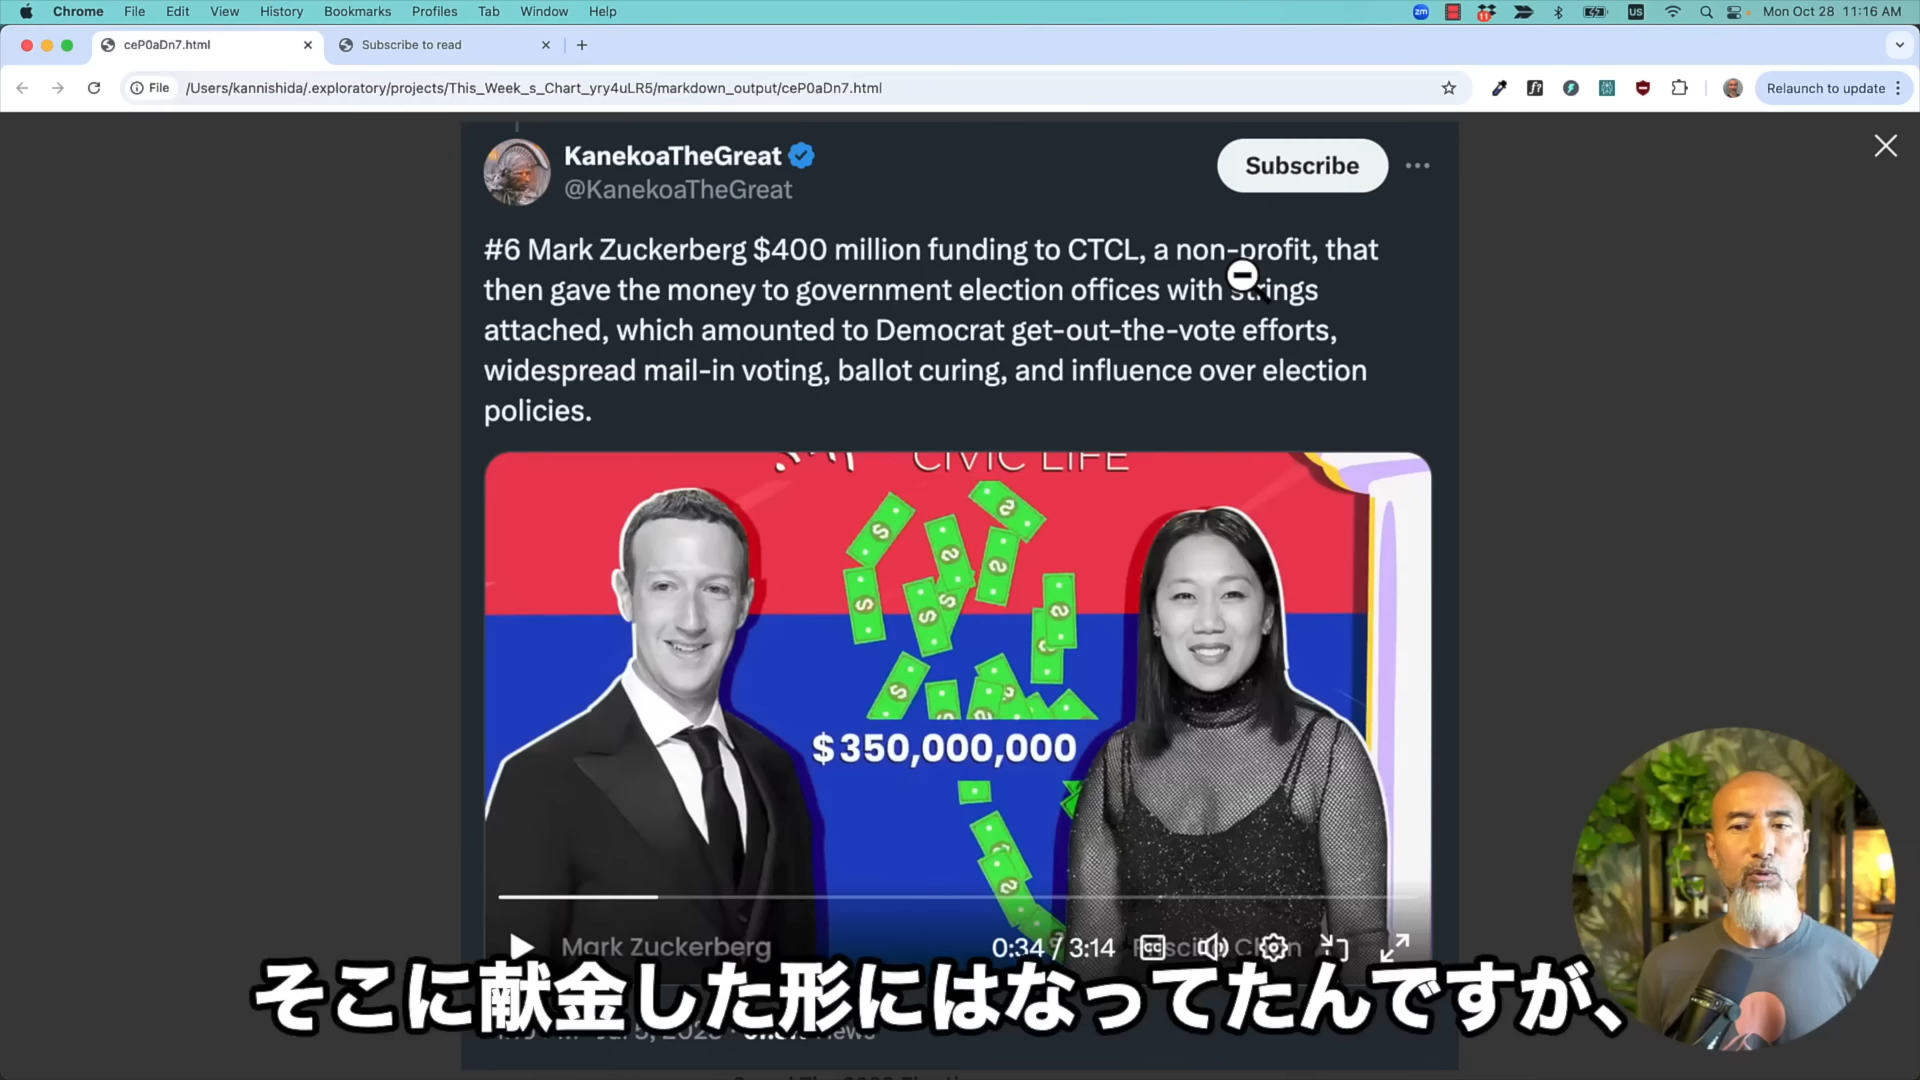 Chrome File Edit View History Bookmarks Profiles Tab Window Help
zm 11 US Mon Oct 28 11:16 AM
ceP0aDn7.html
Subscribe to read
File /Users/kannishida/.exploratory/projects/This_Week_s_Chart_yry4uLR5/markdown_output/ceP0aDn7.html
f? Relaunch to update
KanekoaTheGreat
@KanekoaTheGreat
Subscribe
#6 Mark Zuckerberg $400 million funding to CTCL, a non-profit, that
then gave the money to government election offices with strings
attached, which amounted to Democrat get-out-the-vote efforts,
widespread mail-in voting, ballot curing, and influence over election
policies.
CIVIC LIFE
$350,000,000
Mark Zuckerberg
0:34 / 3:14
CC
そこに献金した形にはなってたんですが、